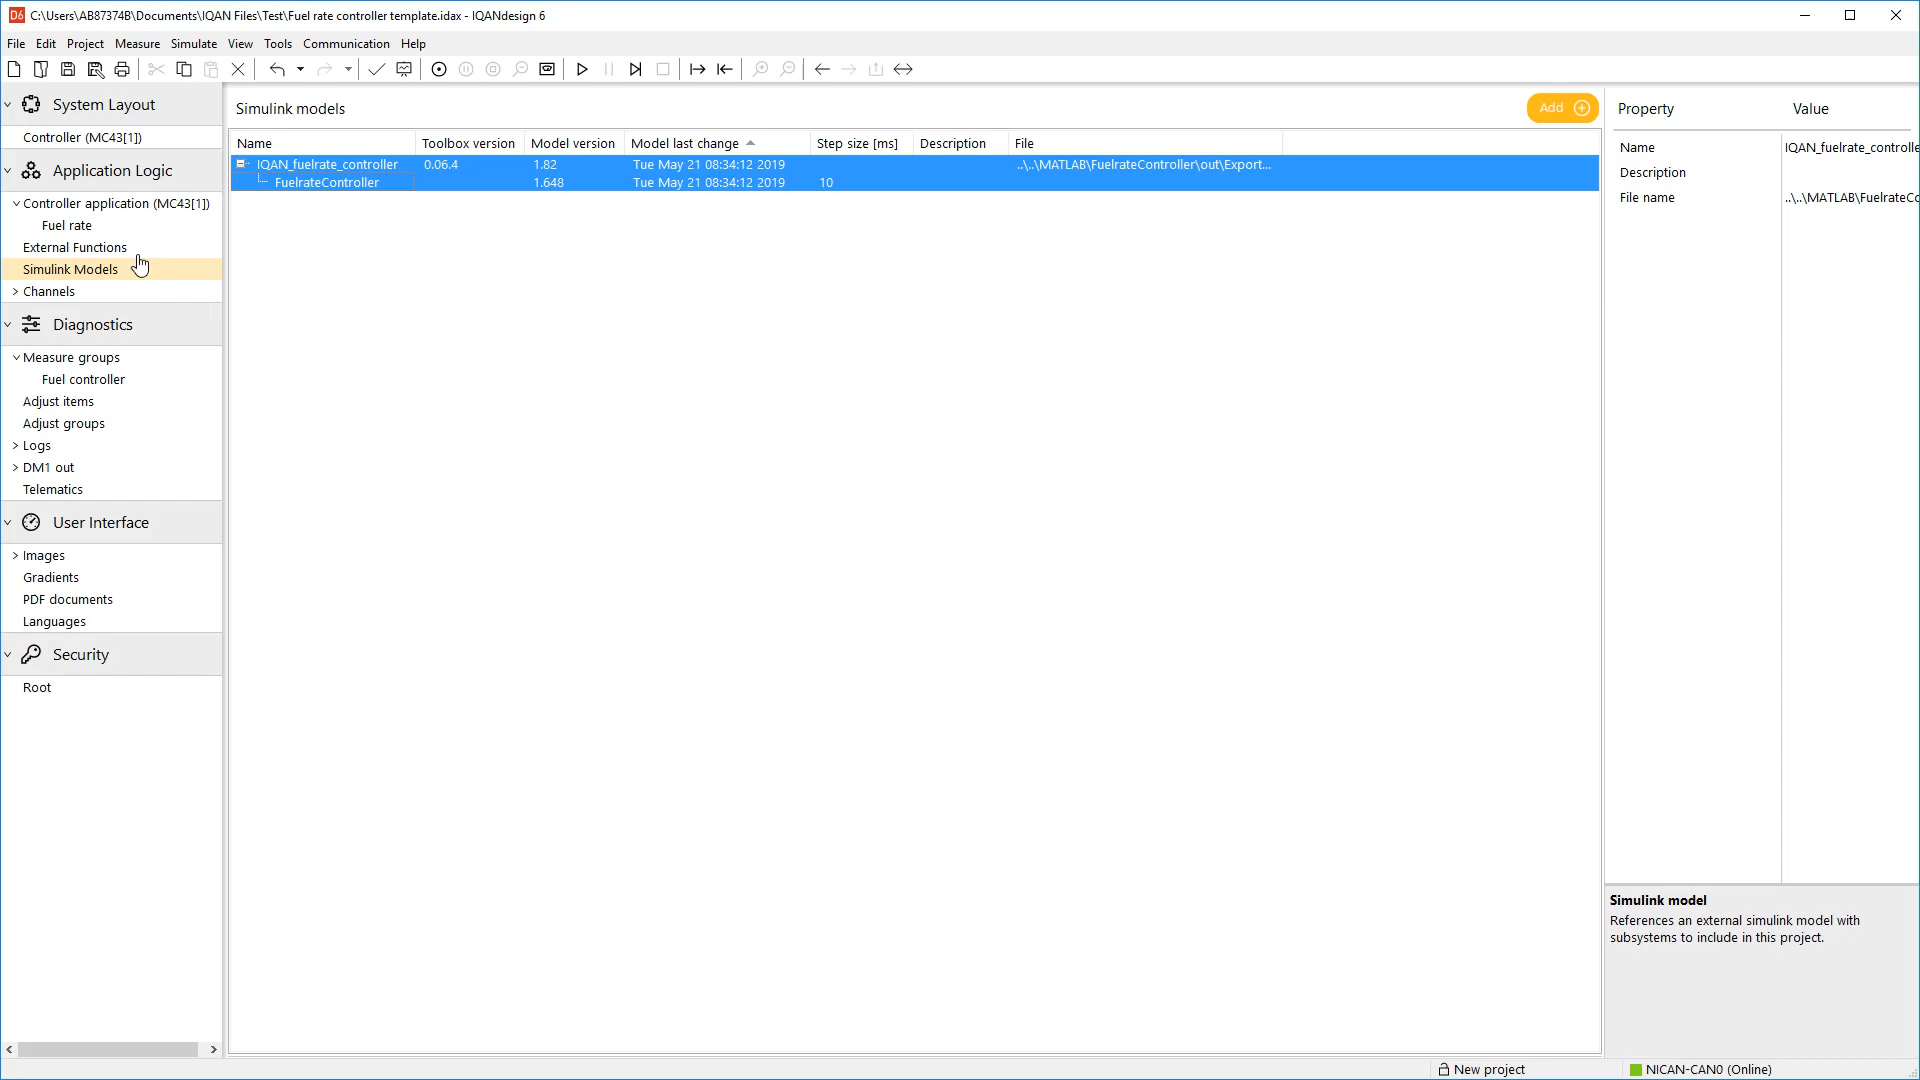 D6 C:\Users\AB87374B\Documents\IQAN Files\Test\Fuel rate controller template.idax - IQANdesign 6
File Edit Project Measure Simulate View Tools Communication Help
System Layout
Controller (MC43[1])
Application Logic
Controller application (MC43[1])
Fuel rate
External Functions
Simulink Models
Channels
Diagnostics
Measure groups
Fuel controller
Adjust items
Adjust groups
Logs
DM1 out
Telematics
User Interface
Images
Gradients
PDF documents
Languages
Security
Root
Simulink models
Add
Name Toolbox version Model version Model last change Step size [ms] Description File
IQAN_fuelrate_controller 0.06.4 1.82 Tue May 21 08:34:12 2019 ..\..\MATLAB\FuelrateController\out\Export...
FuelrateController 1.648 Tue May 21 08:34:12 2019 10
Property Value
Name IQAN_fuelrate_controlle
Description
File name ..\..\MATLAB\FuelrateCo
Simulink model
References an external simulink model with
subsystems to include in this project.
New project NICAN-CAN0 (Online)